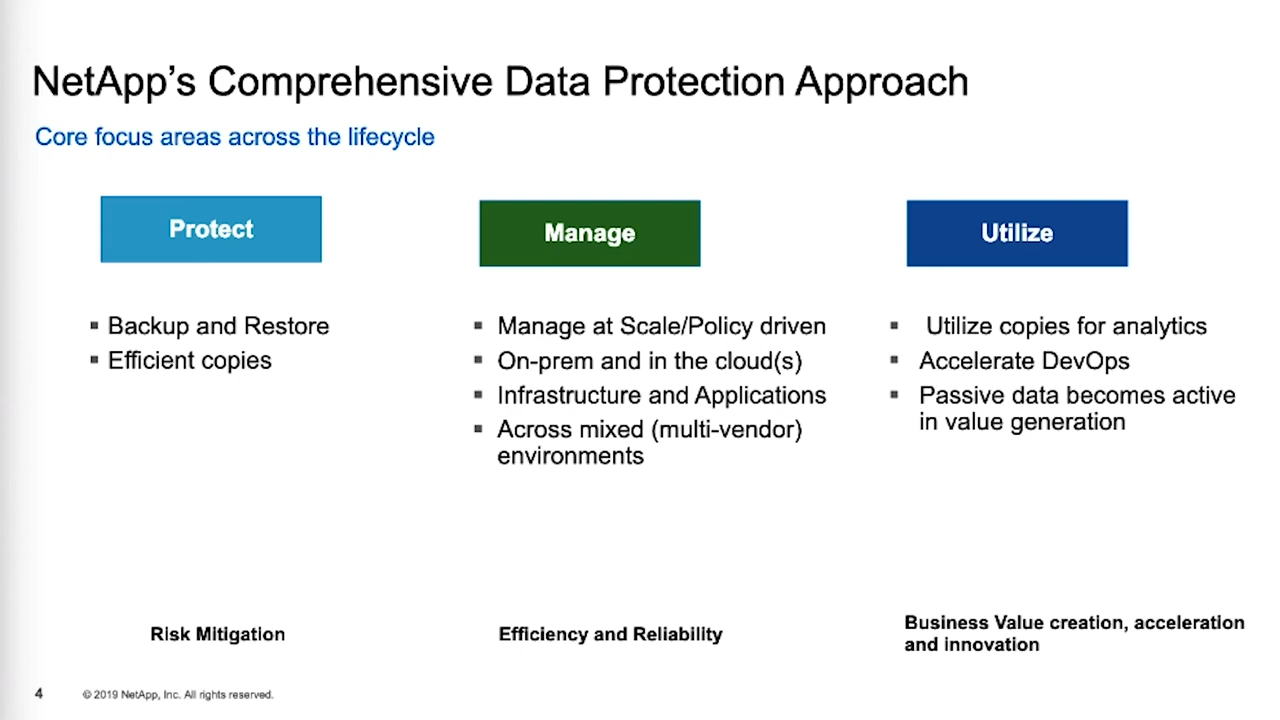 NetApp’s Comprehensive Data Protection Approach
Core focus areas across the lifecycle
Protect
▪ Backup and Restore
▪ Efficient copies
Risk Mitigation
Manage
▪ Manage at Scale/Policy driven
▪ On-prem and in the cloud(s)
▪ Infrastructure and Applications
▪ Across mixed (multi-vendor)
environments
Efficiency and Reliability
Utilize
▪ Utilize copies for analytics
▪ Accelerate DevOps
▪ Passive data becomes active
in value generation
Business Value creation, acceleration
and innovation
4 © 2019 NetApp, Inc. All rights reserved.